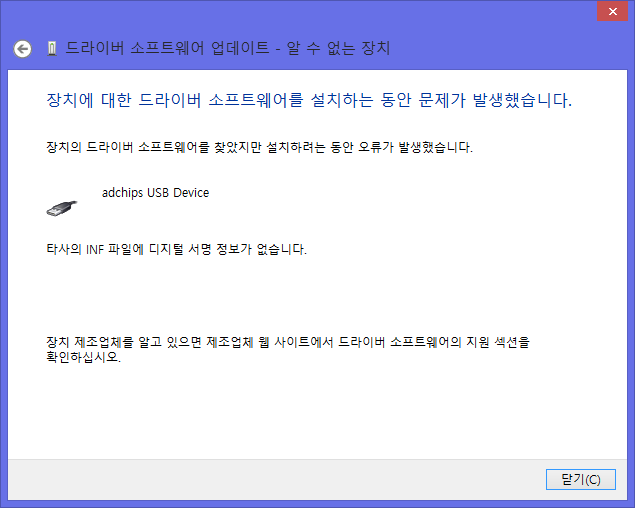 드라이버 소프트웨어 업데이트 - 알 수 없는 장치
장치에 대한 드라이버 소프트웨어를 설치하는 동안 문제가 발생했습니다.
장치의 드라이버 소프트웨어를 찾았지만 설치하려는 동안 오류가 발생했습니다.
adchips USB Device
타사의 INF 파일에 디지털 서명 정보가 없습니다.
장치 제조업체를 알고 있으면 제조업체 웹 사이트에서 드라이버 소프트웨어의 지원 섹션을
확인하십시오.
닫기(C)